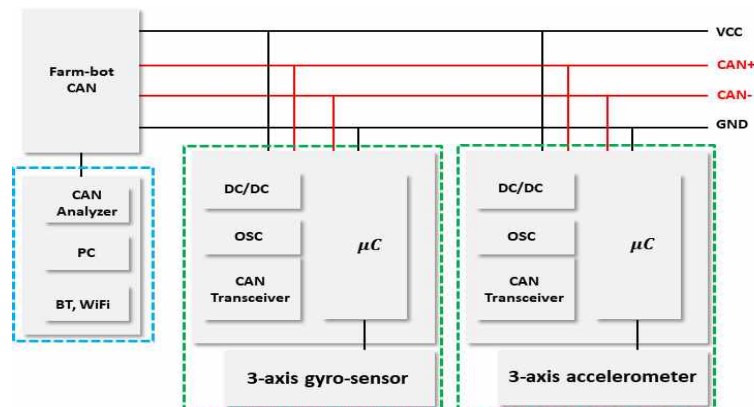 Farm-bot
CAN
VCC
CAN+
CAN-
GND
CAN
Analyzer
PC
BT, WiFi
DC/DC
OSC
CAN
Transceiver
μC
3-axis gyro-sensor
DC/DC
OSC
CAN
Transceiver
μC
3-axis accelerometer